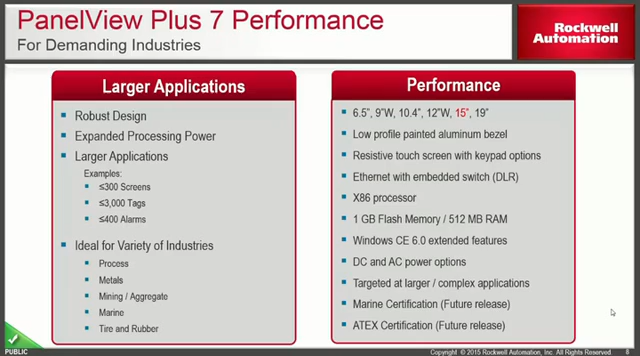 PanelView Plus 7 Performance
For Demanding Industries
Rockwell
Automation
Larger Applications
Robust Design
Expanded Processing Power
Larger Applications
Examples:
≤300 Screens
≤3,000 Tags
≤400 Alarms
Ideal for Variety of Industries
Process
Metals
Mining / Aggregate
Marine
Tire and Rubber
Performance
6.5”, 9”W, 10.4”, 12”W, 15”, 19”
Low profile painted aluminum bezel
Resistive touch screen with keypad options
Ethernet with embedded switch (DLR)
X86 processor
1 GB Flash Memory / 512 MB RAM
Windows CE 6.0 extended features
DC and AC power options
Targeted at larger / complex applications
Marine Certification (Future release)
ATEX Certification (Future release)
PUBLIC
Copyright © 2015 Rockwell Automation, Inc. All Rights Reserved. 8